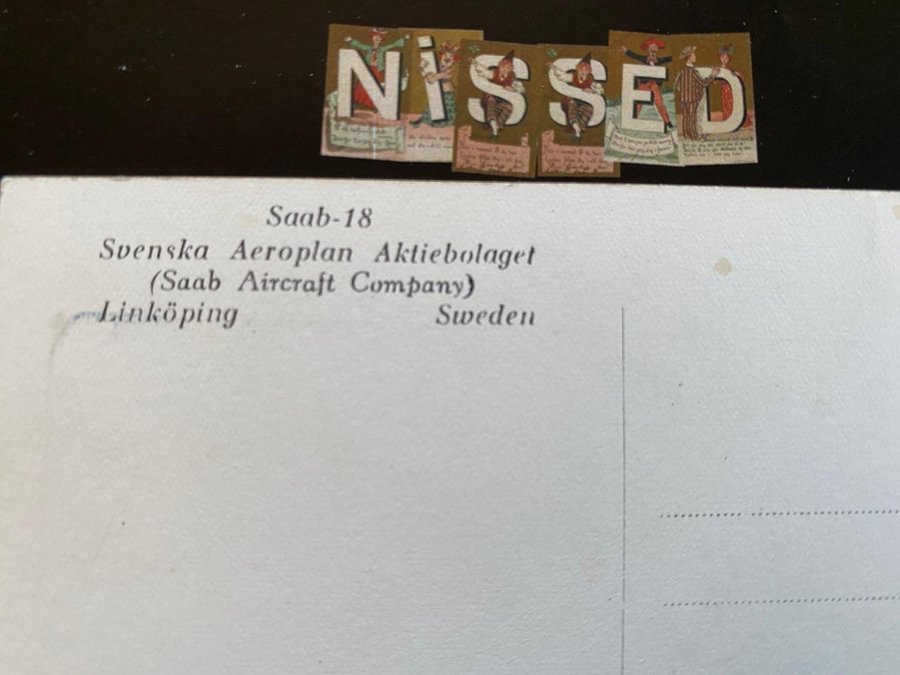 NiSSED
Saab-18
Svenska Aeroplan Aktiebolaget
(Saab Aircraft Company)
Linköping Sweden